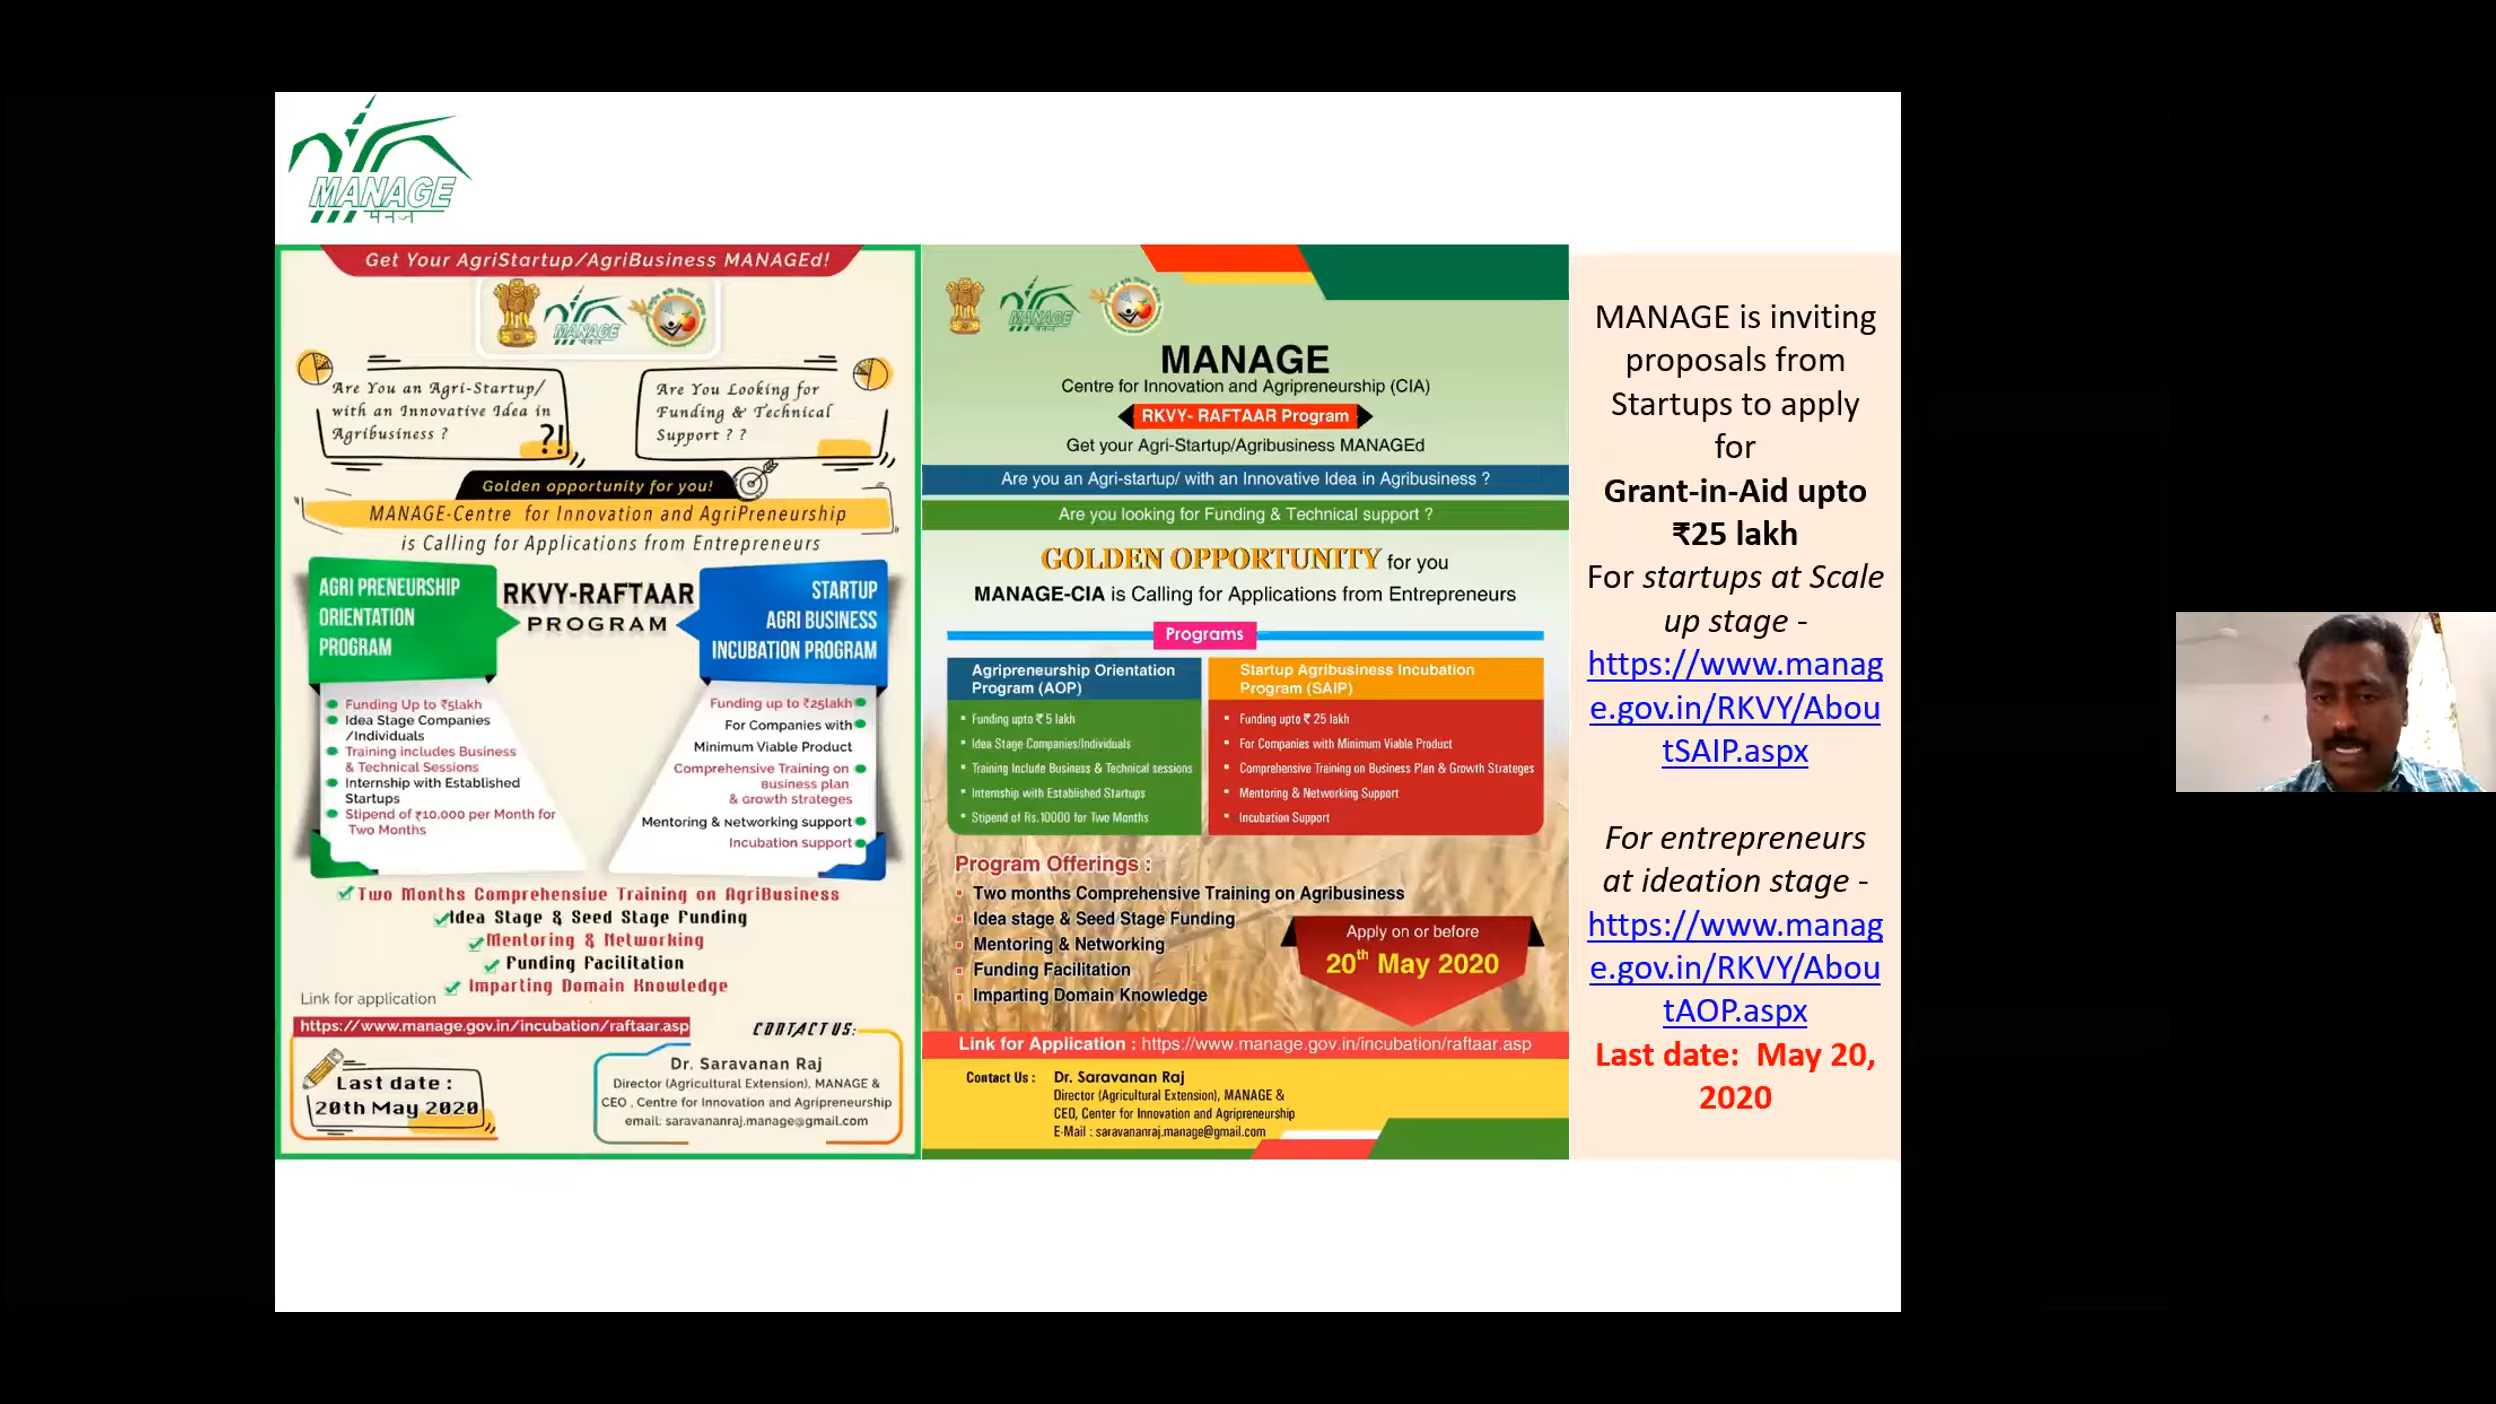 MANAGE
मैनेज
Get Your AgriStartup/AgriBusiness MANAGEd!
MANAGE
मैनेज
Are You an Agri-Startup/
with an Innovative Idea in
Agribusiness ?
?!
Are You Looking for
Funding & Technical
Support ? ?
Golden opportunity for you!
MANAGE-Centre for Innovation and AgriPreneurship
is Calling for Applications from Entrepreneurs
AGRI PRENEURSHIP
ORIENTATION
PROGRAM
RKVY-RAFTAAR
PROGRAM
STARTUP
AGRI BUSINESS
INCUBATION PROGRAM
Funding Up to ₹5lakh
Idea Stage Companies
/Individuals
Training includes Business
& Technical Sessions
Internship with Established
Startups
Stipend of ₹10,000 per Month for
Two Months
Funding up to ₹25lakh
For Companies with
Minimum Viable Product
Comprehensive Training on
Business plan
& Growth strateges
Mentoring & Networking support
Incubation support
Two Months Comprehensive Training on AgriBusiness
Idea Stage & Seed Stage Funding
Mentoring & Networking
Funding Facilitation
Imparting Domain Knowledge
Link for application
https://www.manage.gov.in/incubation/raftaar.asp
Last date :
20th May 2020
CONTACT US:
Dr. Saravanan Raj
Director (Agricultural Extension), MANAGE &
CEO , Centre for Innovation and Agripreneurship
email: saravananraj.manage@gmail.com
MANAGE
मैनेज
MANAGE
Centre for Innovation and Agripreneurship (CIA)
RKVY- RAFTAAR Program
Get your Agri-Startup/Agribusiness MANAGEd
Are you an Agri-startup/ with an Innovative Idea in Agribusiness ?
Are you looking for Funding & Technical support ?
GOLDEN OPPORTUNITY for you
MANAGE-CIA is Calling for Applications from Entrepreneurs
Programs
Agripreneurship Orientation
Program (AOP)
Funding upto ₹ 5 lakh
Idea Stage Companies/Individuals
Training Include Business & Technical sessions
Internship with Established Startups
Stipend of Rs.10000 for Two Months
Startup Agribusiness Incubation
Program (SAIP)
Funding upto ₹ 25 lakh
For Companies with Minimum Viable Product
Comprehensive Training on Business Plan & Growth Strateges
Mentoring & Networking Support
Incubation Support
Program Offerings :
Two months Comprehensive Training on Agribusiness
Idea stage & Seed Stage Funding
Mentoring & Networking
Funding Facilitation
Imparting Domain Knowledge
Apply on or before
20th May 2020
Link for Application : https://www.manage.gov.in/incubation/raftaar.asp
Contact Us : Dr. Saravanan Raj
Director (Agricultural Extension), MANAGE &
CEO, Center for Innovation and Agripreneurship
E-Mail : saravananraj.manage@gmail.com
MANAGE is inviting
proposals from
Startups to apply
for
Grant-in-Aid upto
₹25 lakh
For startups at Scale
up stage -
https://www.manag
e.gov.in/RKVY/Abou
tSAIP.aspx
For entrepreneurs
at ideation stage -
https://www.manag
e.gov.in/RKVY/Abou
tAOP.aspx
Last date: May 20,
2020